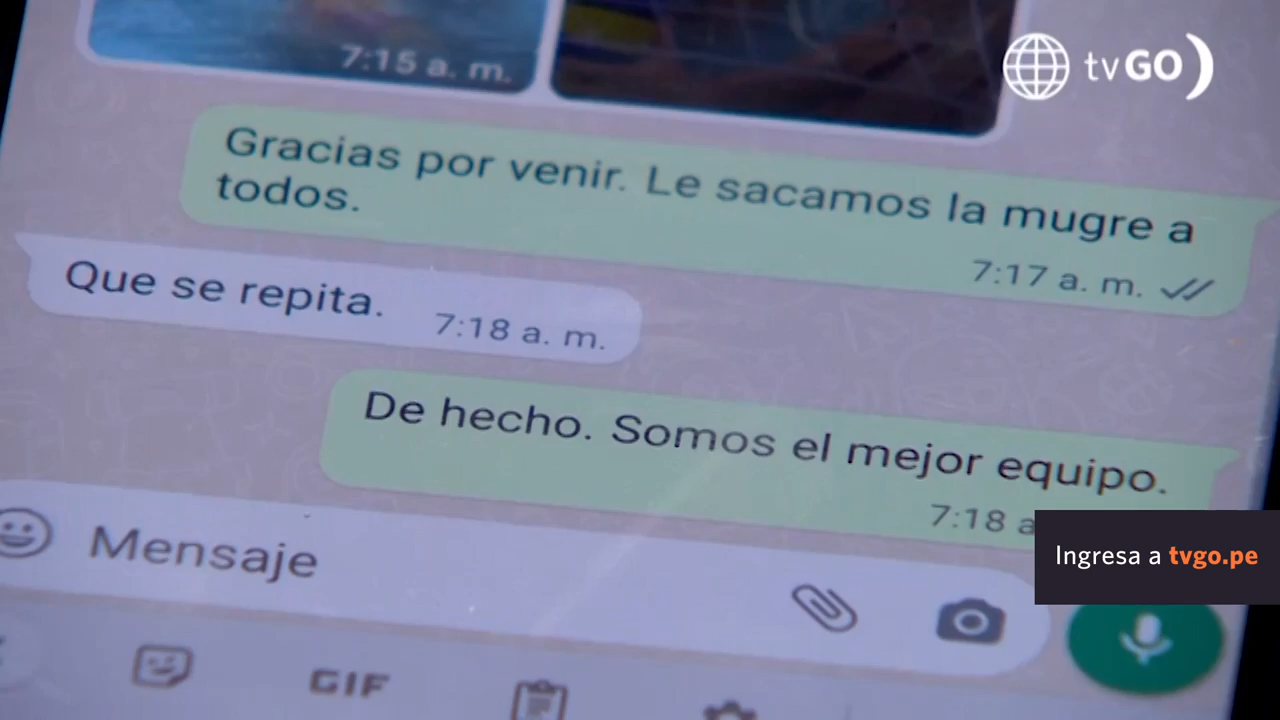 7:15 a. m.
tvGO
Gracias por venir. Le sacamos la mugre a
todos.
7:17 a. m.
Que se repita.
7:18 a. m.
De hecho. Somos el mejor equipo.
7:18 a
Ingresa a tvgo.pe
Mensaje
GIF